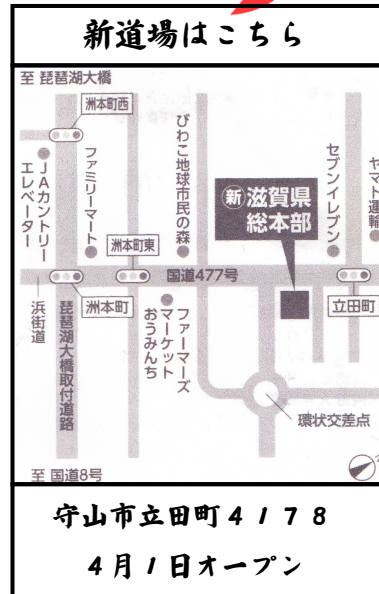 新道場はこちら
至 琵琶湖大橋
洲本町西
JAカントリー
エレベーター
ファミリーマート
びわこ地球市民の森
セブンイレブン
ヤマト運輸
新 滋賀県
総本部
洲本町東
国道477号
浜街道
洲本町
琵琶湖大橋取付道路
ファーマーズ
マーケット
おうみんち
立田町
環状交差点
至 国道8号
守山市立田町4178
4月1日オープン